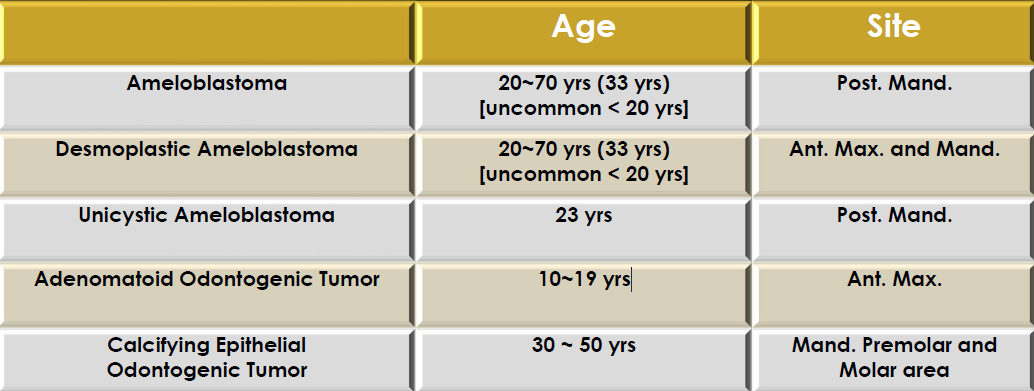 Age Site
Ameloblastoma 20~70 yrs (33 yrs) Post. Mand.
[uncommon < 20 yrs]
Desmoplastic Ameloblastoma 20~70 yrs (33 yrs) Ant. Max. and Mand.
[uncommon < 20 yrs]
Unicystic Ameloblastoma 23 yrs Post. Mand.
Adenomatoid Odontogenic Tumor 10~19 yrs Ant. Max.
Calcifying Epithelial 30 ~ 50 yrs Mand. Premolar and
Odontogenic Tumor Molar area